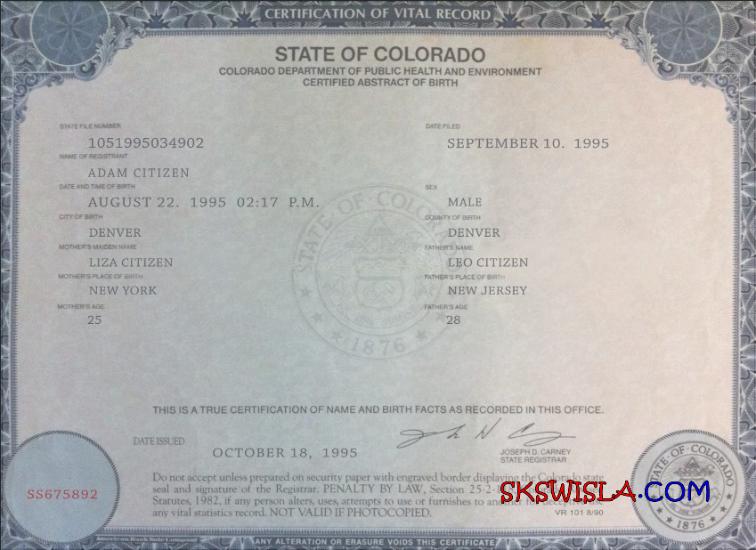 CERTIFICATION OF VITAL RECORD
STATE OF COLORADO
COLORADO DEPARTMENT OF PUBLIC HEALTH AND ENVIRONMENT
CERTIFIED ABSTRACT OF BIRTH
STATE FILE NUMBER DATE FILED
1051995034902 SEPTEMBER 10. 1995
NAME OF REGISTRANT
ADAM CITIZEN
DATE AND TIME OF BIRTH SEX
AUGUST 22. 1995 02:17 P.M. MALE
CITY OF BIRTH COUNTY OF BIRTH
DENVER DENVER
MOTHER'S MAIDEN NAME FATHER'S NAME
LIZA CITIZEN LEO CITIZEN
MOTHER'S PLACE OF BIRTH FATHER'S PLACE OF BIRTH
NEW YORK NEW JERSEY
MOTHER'S AGE FATHER'S AGE
25 28
STATE OF COLORADO
1876
THIS IS A TRUE CERTIFICATION OF NAME AND BIRTH FACTS AS RECORDED IN THIS OFFICE.
DATE ISSUED
OCTOBER 18, 1995
JOSEPH D. CARNEY
STATE REGISTRAR
Do not accept unless prepared on security paper with engraved border displaying the Colorado state
seal and signature of the Registrar. PENALTY BY LAW, Section 25-2-
Statutes, 1982, if any person alters, uses, attempts to use or furnishes to another for
any vital statistics record. NOT VALID IF PHOTOCOPIED.
VR 101 8/90
SS675892
SKSWISLA.COM
STATE OF COLORADO
1876
American Bank Note Company
ANY ALTERATION OR ERASURE VOIDS THIS CERTIFICATE